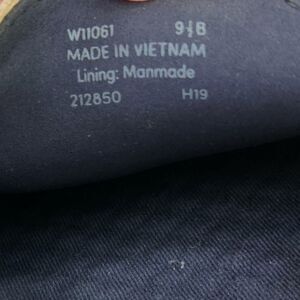 W11061 9½B
MADE IN VIETNAM
Lining: Manmade
212850 H19